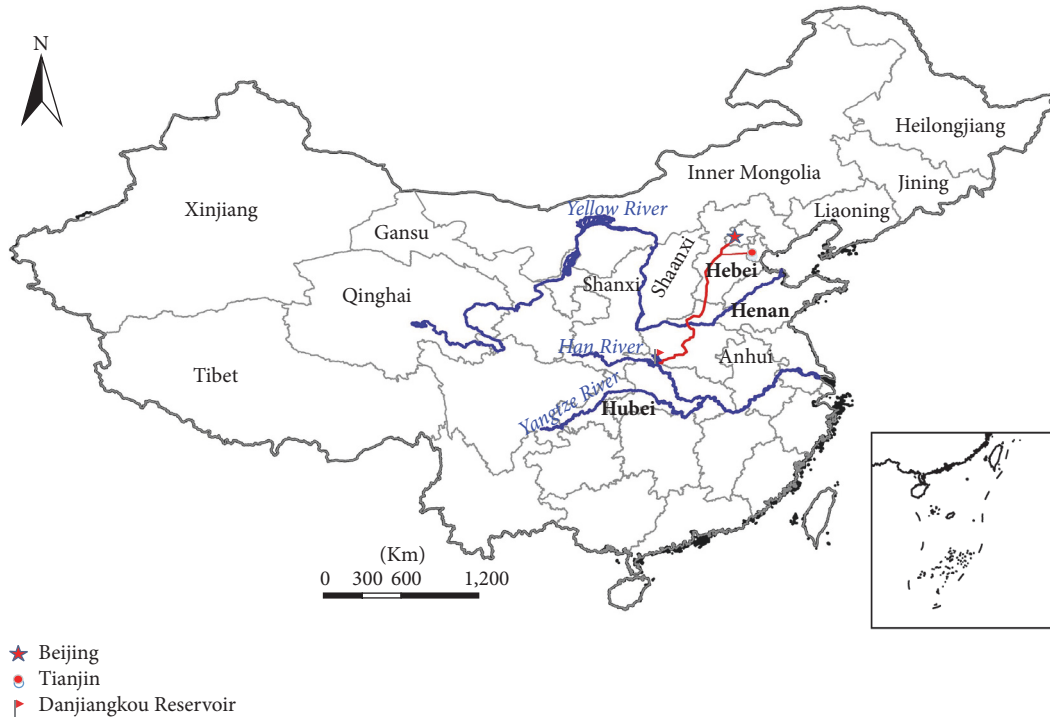 N
Heilongjiang
Inner Mongolia
Jining
Liaoning
Xinjiang
Yellow River
Gansu
Shaanxi
Hebei
Shanxi
Qinghai
Henan
Han River
Anhui
Tibet
Yangtze River
Hubei
(Km)
0 300 600 1,200
Beijing
Tianjin
Danjiangkou Reservoir